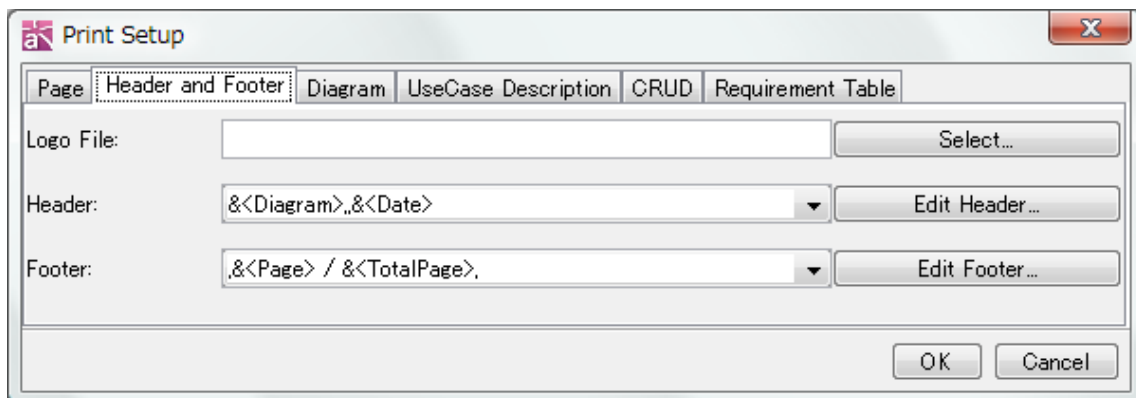 Print Setup
Page Header and Footer Diagram UseCase Description CRUD Requirement Table
Logo File: Select...
Header: &<Diagram>,,&<Date> Edit Header...
Footer: ,&<Page> / &<TotalPage>, Edit Footer...
OK Cancel